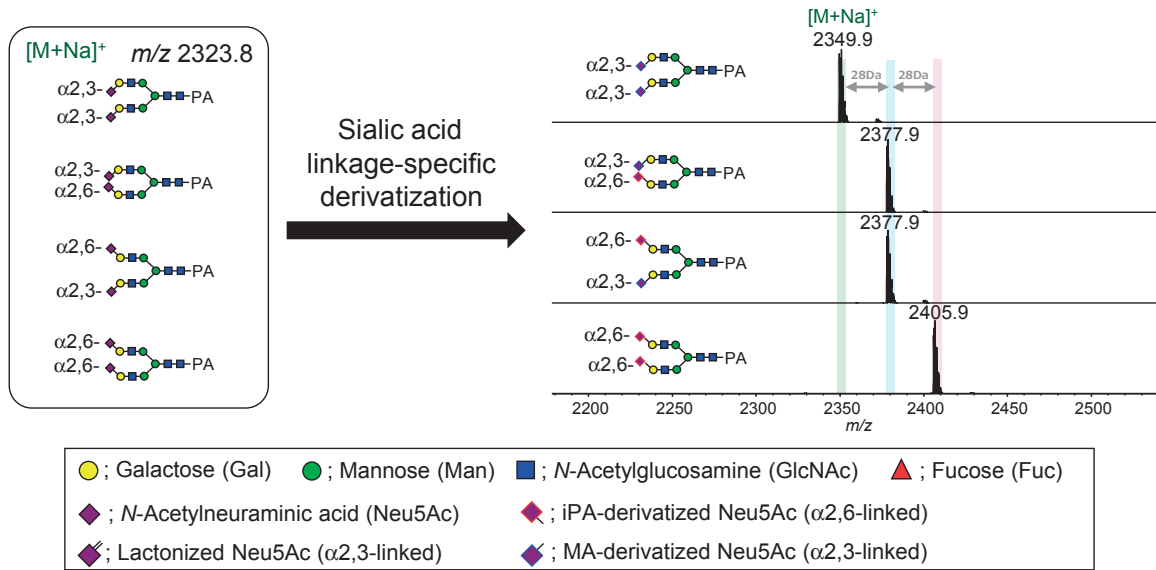 [M+Na]⁺ m/z 2323.8
α2,3-
α2,3-
PA
α2,3-
α2,6-
PA
α2,6-
α2,3-
PA
α2,6-
α2,6-
PA
Sialic acid
linkage-specific
derivatization
[M+Na]⁺
2349.9
α2,3-
α2,3-
PA
28Da
28Da
2377.9
α2,3-
α2,6-
PA
2377.9
α2,6-
α2,3-
PA
2405.9
α2,6-
α2,6-
PA
2200 2250 2300 2350 2400 2450 2500
m/z
; Galactose (Gal) ; Mannose (Man) ; N-Acetylglucosamine (GlcNAc) ; Fucose (Fuc)
; N-Acetylneuraminic acid (Neu5Ac) ; iPA-derivatized Neu5Ac (α2,6-linked)
; Lactonized Neu5Ac (α2,3-linked) ; MA-derivatized Neu5Ac (α2,3-linked)